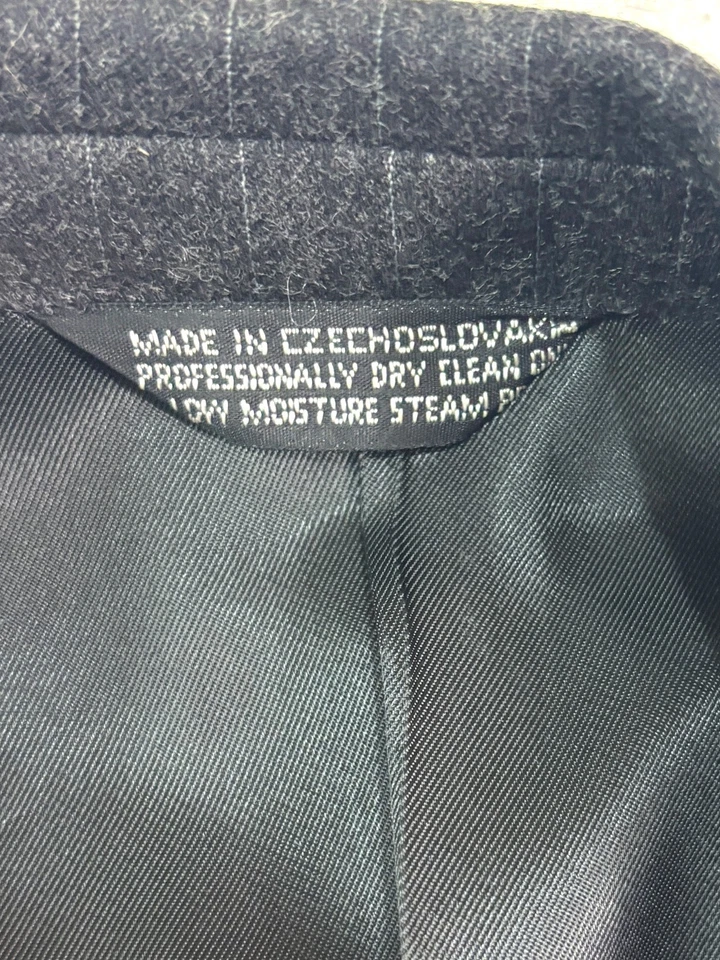 MADE IN CZECHOSLOVAKIA
PROFESSIONALLY DRY CLEAN
LOW MOISTURE STEAM